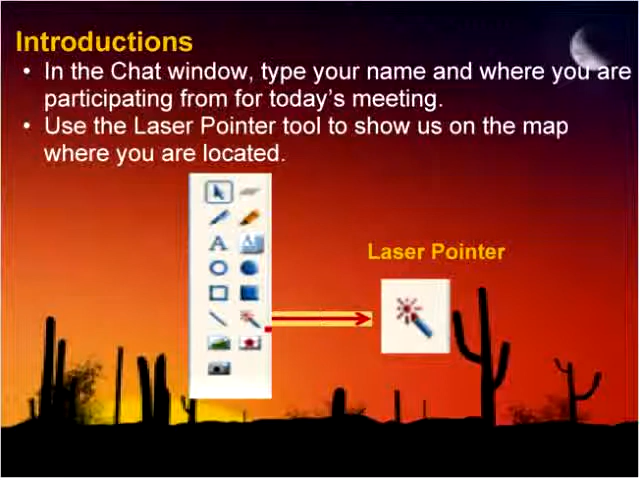 Introductions
• In the Chat window, type your name and where you are
participating from for today's meeting.
• Use the Laser Pointer tool to show us on the map
where you are located.
A A
Laser Pointer